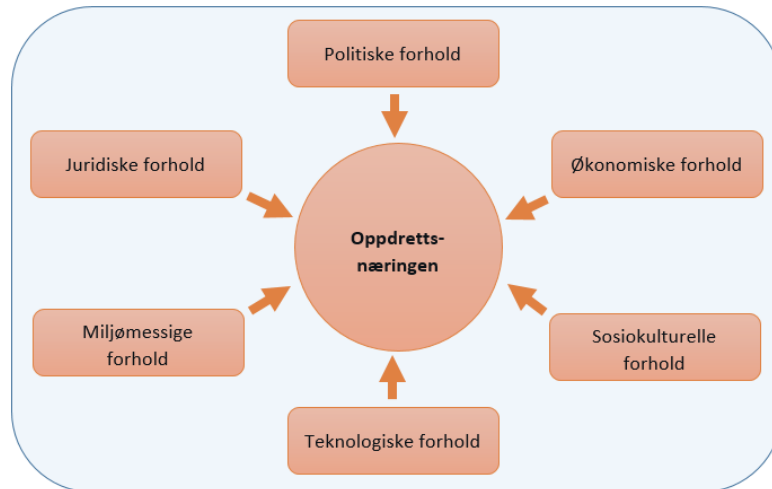 Politiske forhold
Juridiske forhold
Økonomiske forhold
Oppdretts-
næringen
Miljømessige
forhold
Sosiokulturelle
forhold
Teknologiske forhold